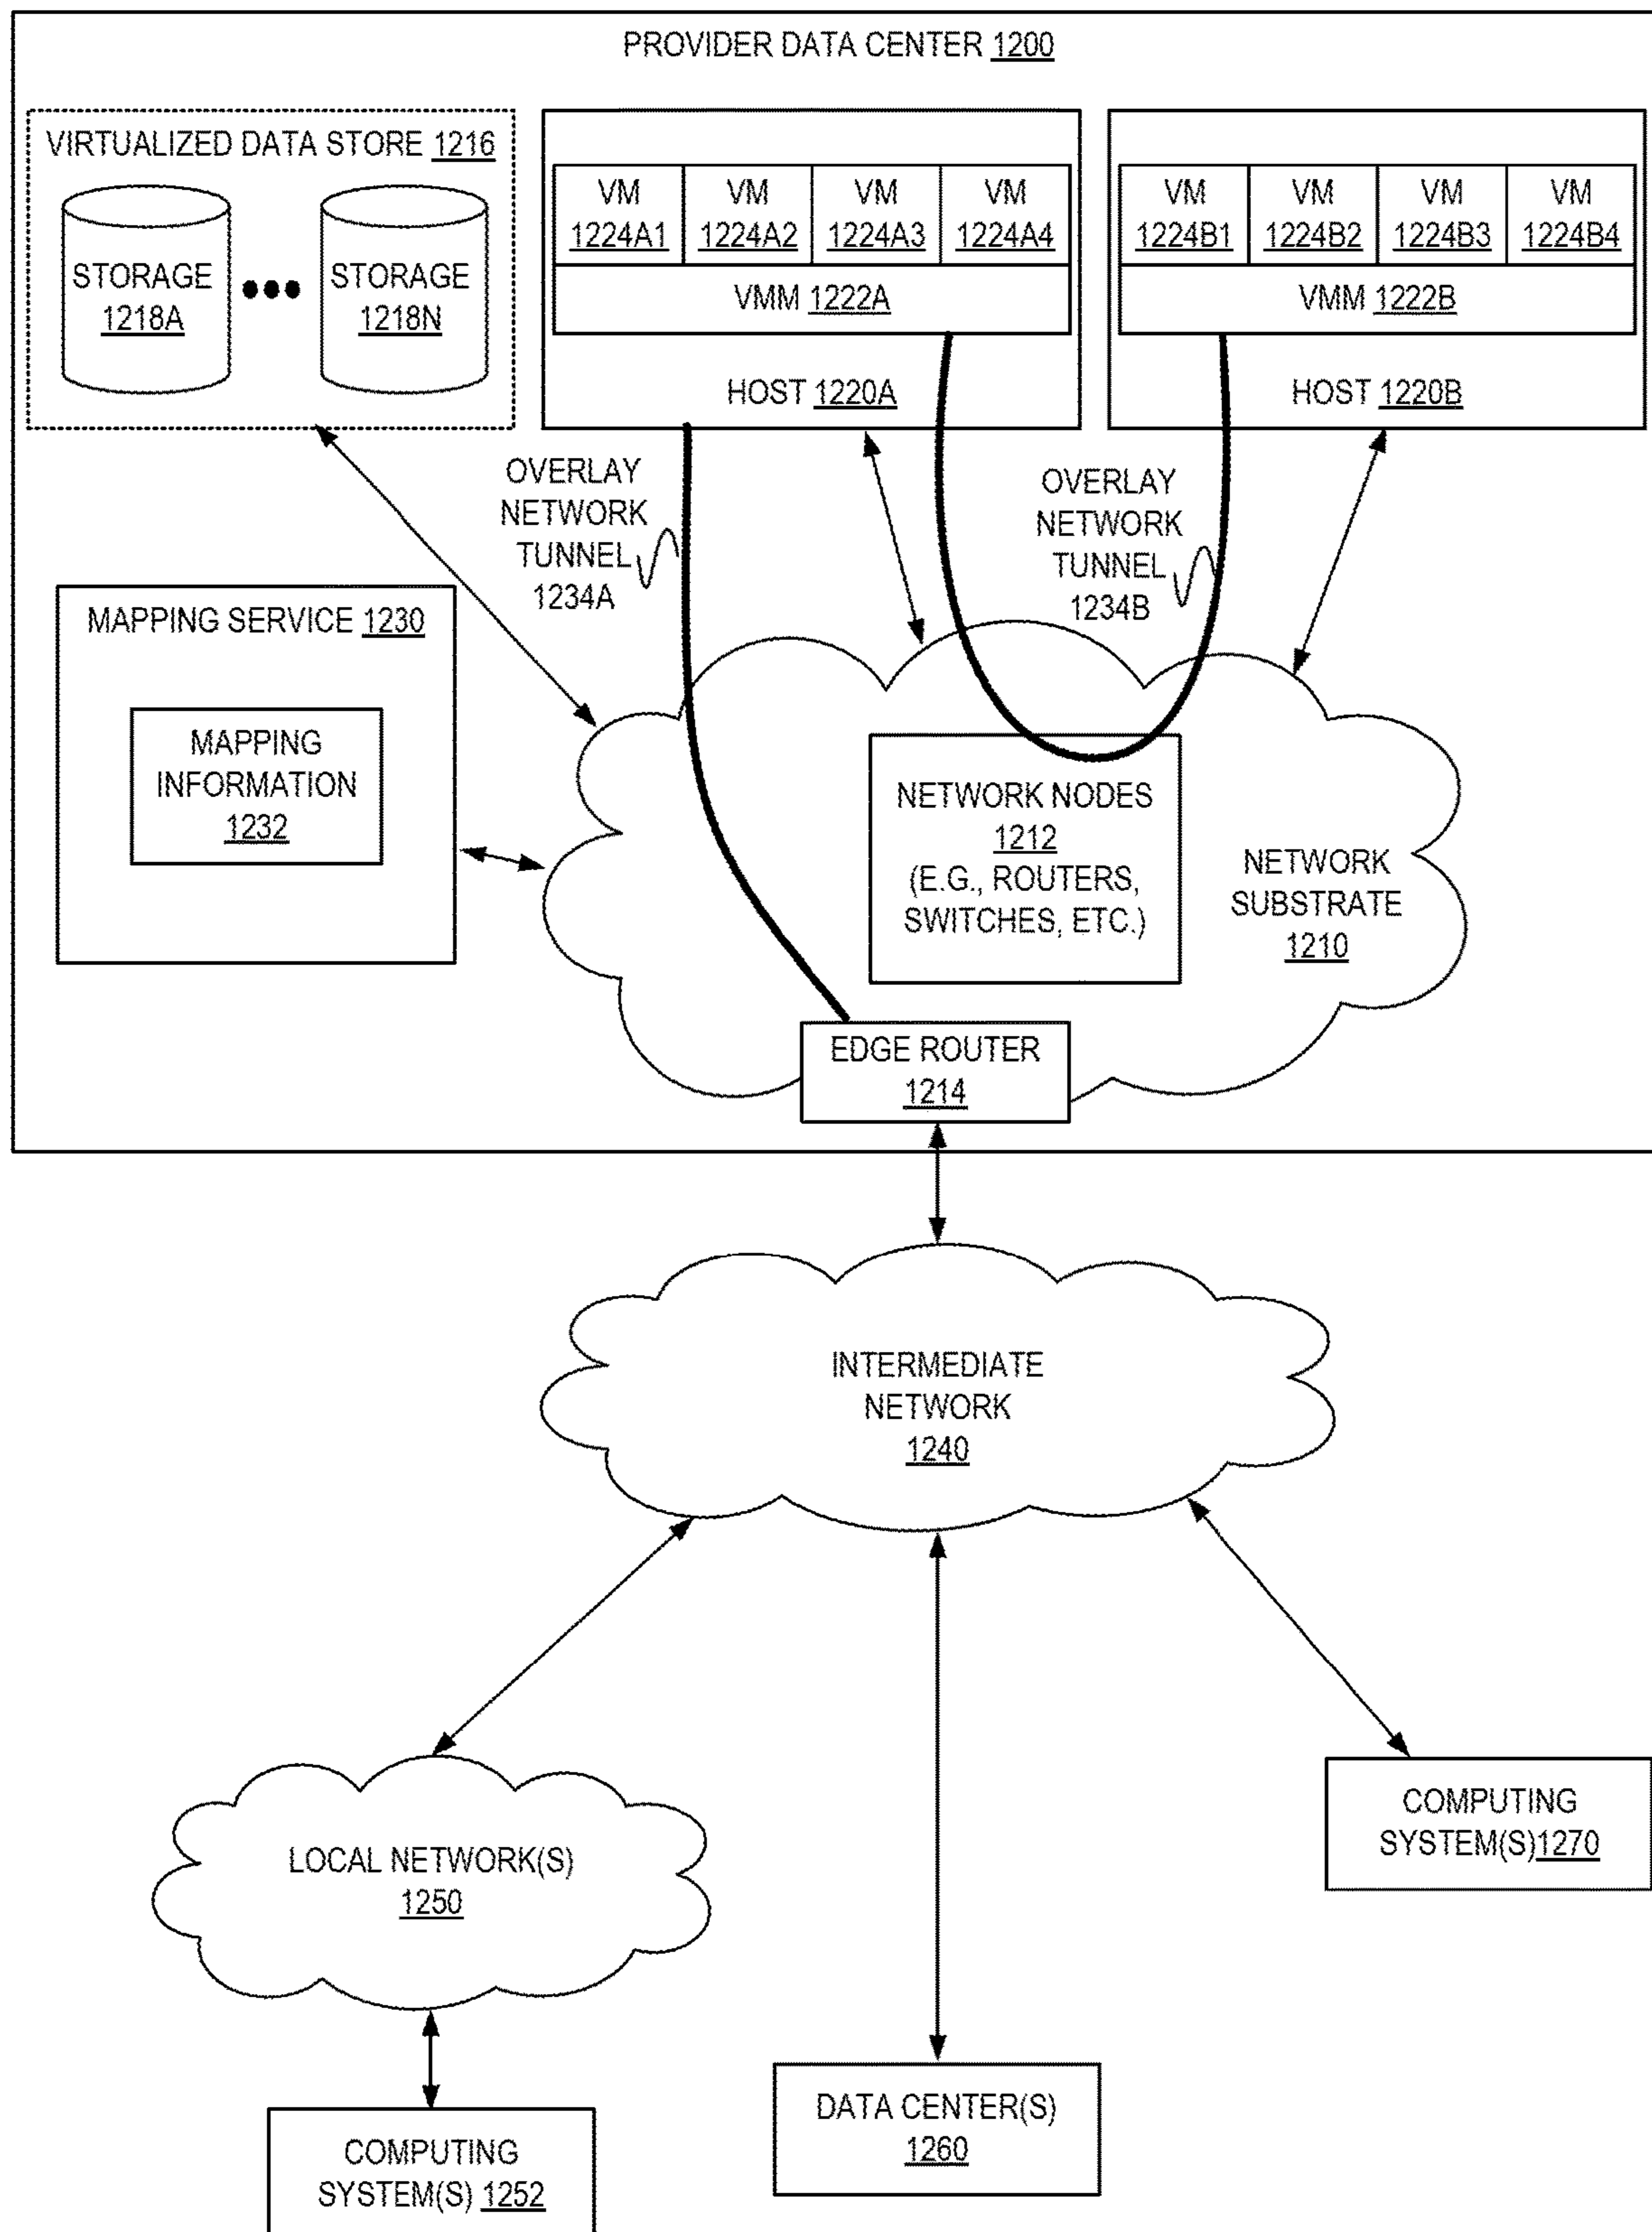 PROVIDER DATA CENTER 1200
VIRTUALIZED DATA STORE 1216
STORAGE
1218A
STORAGE
1218N
VM
1224A1
VM
1224A2
VM
1224A3
VM
1224A4
VMM 1222A
HOST 1220A
VM
1224B1
VM
1224B2
VM
1224B3
VM
1224B4
VMM 1222B
HOST 1220B
OVERLAY
NETWORK
TUNNEL
1234A
OVERLAY
NETWORK
TUNNEL
1234B
MAPPING SERVICE 1230
MAPPING
INFORMATION
1232
NETWORK NODES
1212
(E.G., ROUTERS,
SWITCHES, ETC.)
NETWORK
SUBSTRATE
1210
EDGE ROUTER
1214
INTERMEDIATE
NETWORK
1240
LOCAL NETWORK(S)
1250
COMPUTING
SYSTEM(S)1270
DATA CENTER(S)
1260
COMPUTING
SYSTEM(S) 1252